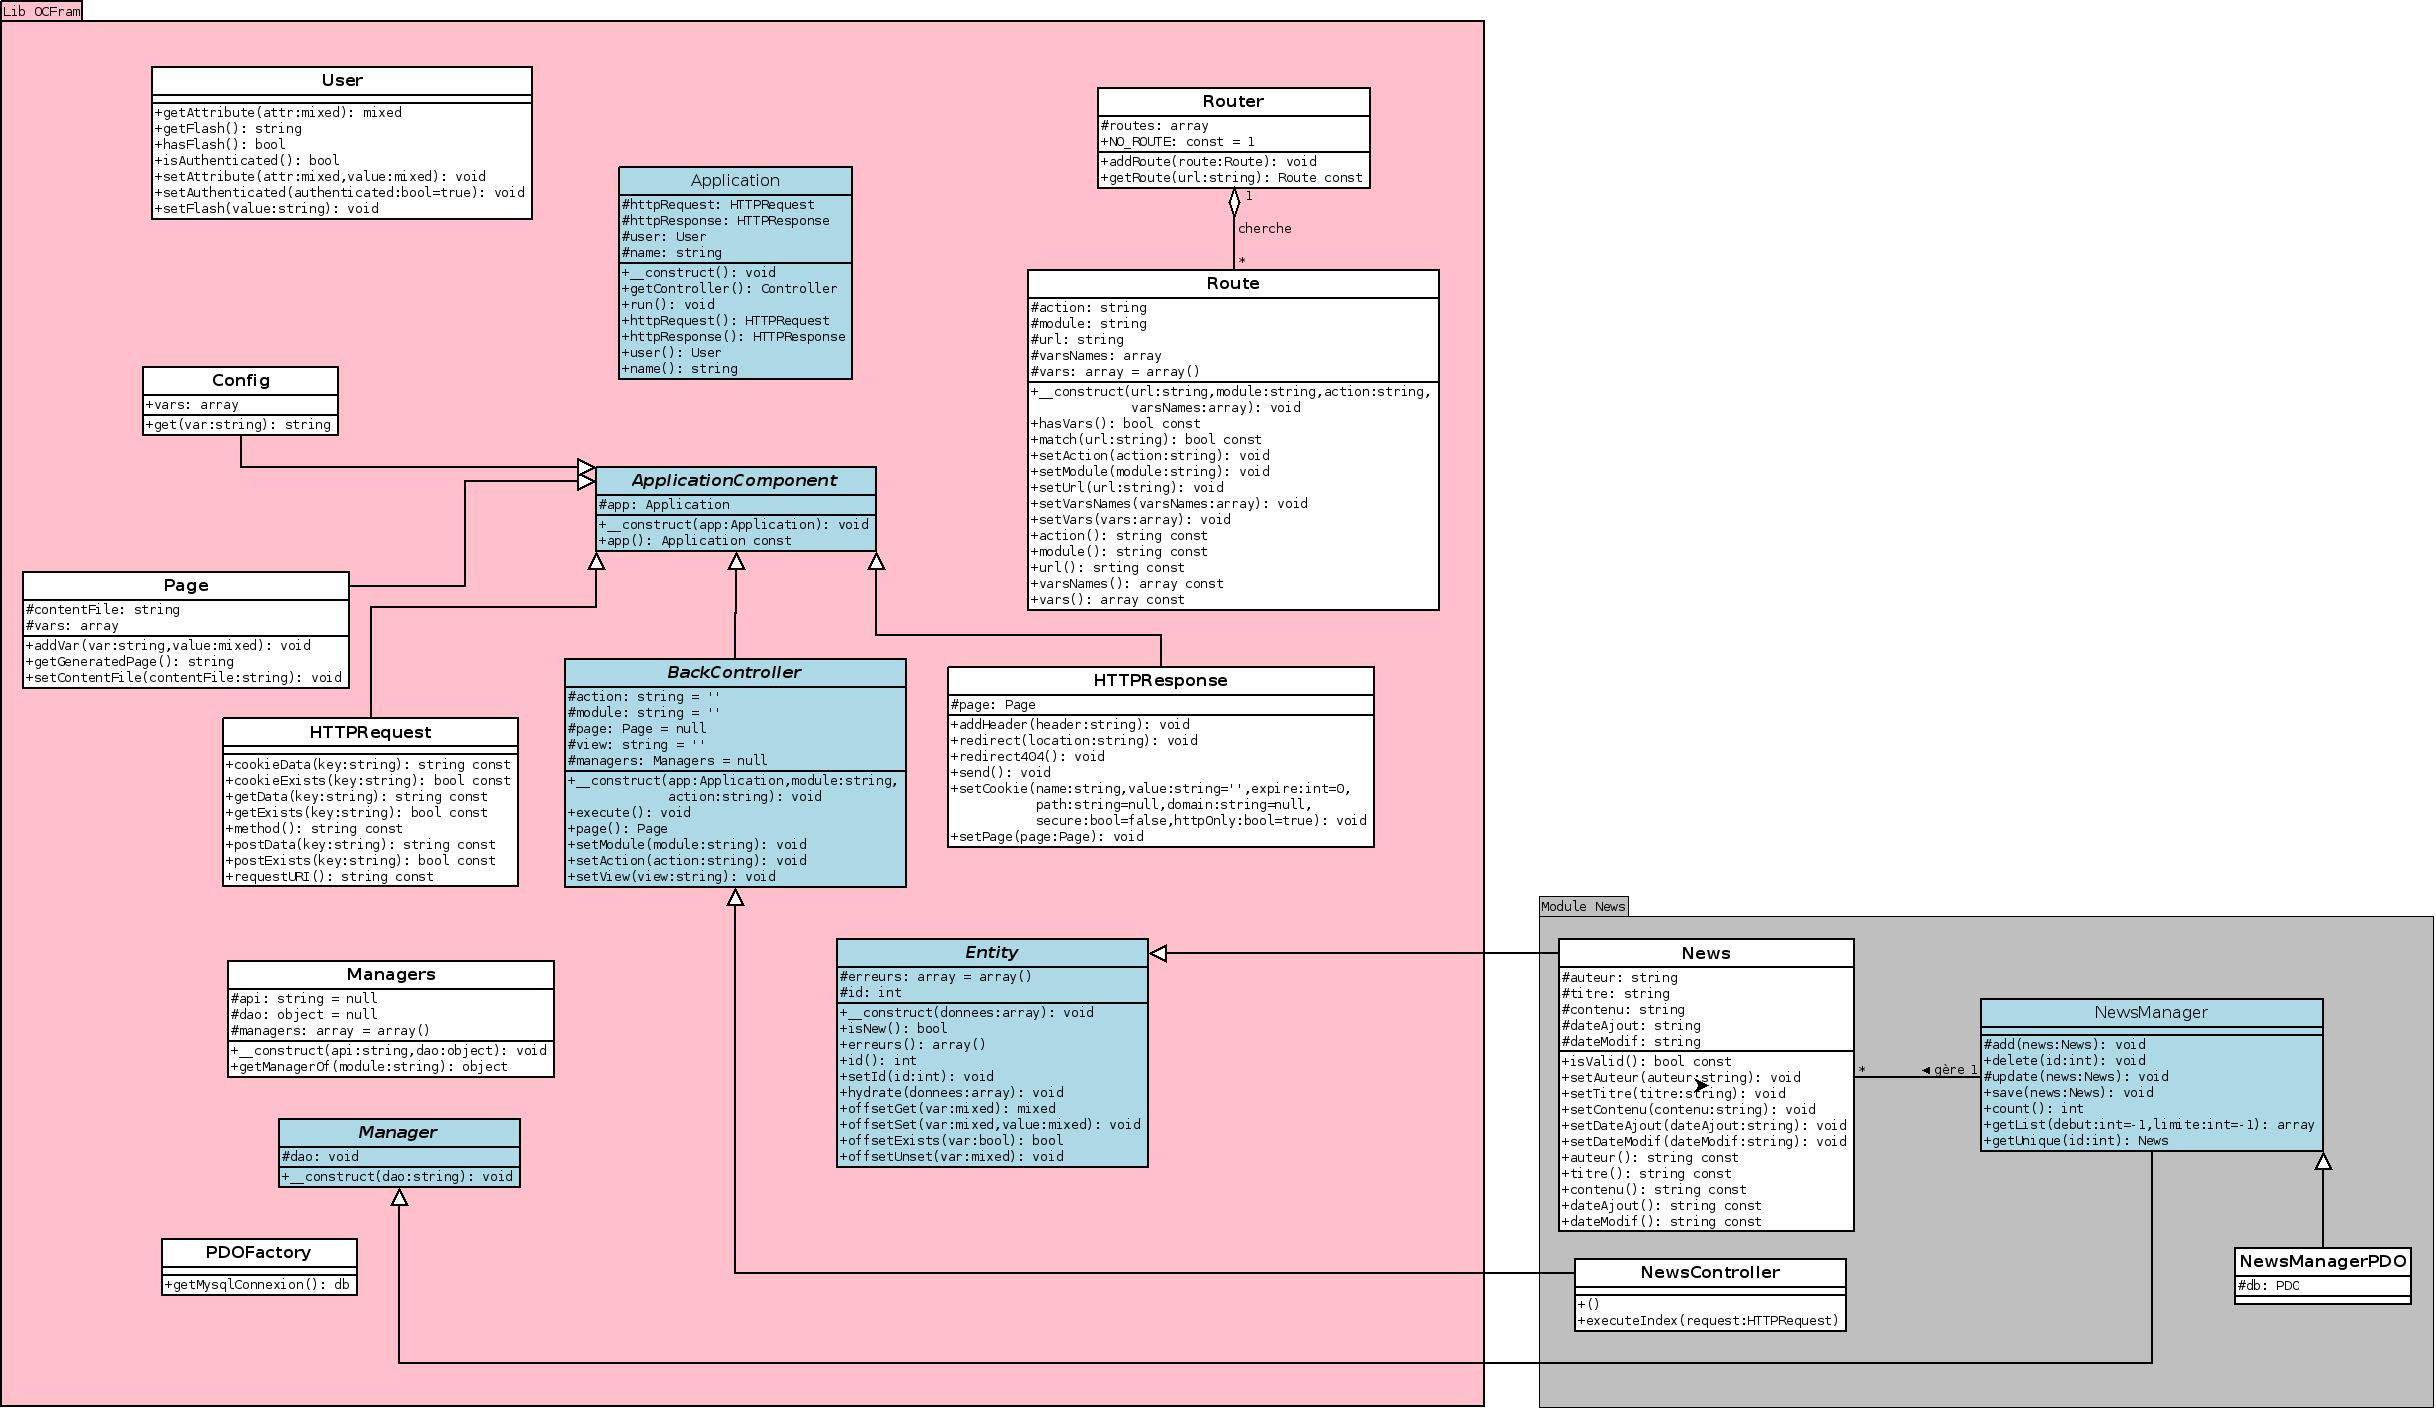 Lib OCFram
User
+getAttribute(attr:mixed): mixed
+getFlash(): string
+hasFlash(): bool
+isAuthenticated(): bool
+setAttribute(attr:mixed,value:mixed): void
+setAuthenticated(authenticated:bool=true): void
+setFlash(value:string): void
Application
#httpRequest: HTTPRequest
#httpResponse: HTTPResponse
#user: User
#name: string
+__construct(): void
+getController(): Controller
+run(): void
+httpRequest(): HTTPRequest
+httpResponse(): HTTPResponse
+user(): User
+name(): string
Router
#routes: array
+NO_ROUTE: const = 1
+addRoute(route:Route): void
+getRoute(url:string): Route const
1
cherche
*
Route
#action: string
#module: string
#url: string
#varsNames: array
#vars: array = array()
+__construct(url:string,module:string,action:string,
varsNames:array): void
+hasVars(): bool const
+match(url:string): bool const
+setAction(action:string): void
+setModule(module:string): void
+setUrl(url:string): void
+setVarsNames(varsNames:array): void
+setVars(vars:array): void
+action(): string const
+module(): string const
+url(): srting const
+varsNames(): array const
+vars(): array const
Config
+vars: array
+get(var:string): string
ApplicationComponent
#app: Application
+__construct(app:Application): void
+app(): Application const
Page
#contentFile: string
#vars: array
+addVar(var:string,value:mixed): void
+getGeneratedPage(): string
+setContentFile(contentFile:string): void
HTTPRequest
+cookieData(key:string): string const
+cookieExists(key:string): bool const
+getData(key:string): string const
+getExists(key:string): bool const
+method(): string const
+postData(key:string): string const
+postExists(key:string): bool const
+requestURI(): string const
BackController
#action: string = ''
#module: string = ''
#page: Page = null
#view: string = ''
#managers: Managers = null
+__construct(app:Application,module:string,
action:string): void
+execute(): void
+page(): Page
+setModule(module:string): void
+setAction(action:string): void
+setView(view:string): void
HTTPResponse
#page: Page
+addHeader(header:string): void
+redirect(location:string): void
+redirect404(): void
+send(): void
+setCookie(name:string,value:string='',expire:int=0,
path:string=null,domain:string=null,
secure:bool=false,httpOnly:bool=true): void
+setPage(page:Page): void
Managers
#api: string = null
#dao: object = null
#managers: array = array()
+__construct(api:string,dao:object): void
+getManagerOf(module:string): object
Manager
#dao: void
+__construct(dao:string): void
PDOFactory
+getMysqlConnexion(): db
Entity
#erreurs: array = array()
#id: int
+__construct(donnees:array): void
+isNew(): bool
+erreurs(): array()
+id(): int
+setId(id:int): void
+hydrate(donnees:array): void
+offsetGet(var:mixed): mixed
+offsetSet(var:mixed,value:mixed): void
+offsetExists(var:bool): bool
+offsetUnset(var:mixed): void
Module News
News
#auteur: string
#titre: string
#contenu: string
#dateAjout: string
#dateModif: string
+isValid(): bool const
+setAuteur(auteur:string): void
+setTitre(titre:string): void
+setContenu(contenu:string): void
+setDateAjout(dateAjout:string): void
+setDateModif(dateModif:string): void
+auteur(): string const
+titre(): string const
+contenu(): string const
+dateAjout(): string const
+dateModif(): string const
* ◄ gère 1
NewsManager
#add(news:News): void
+delete(id:int): void
#update(news:News): void
+save(news:News): void
+count(): int
+getList(debut:int=-1,limite:int=-1): array
+getUnique(id:int): News
NewsController
+()
+executeIndex(request:HTTPRequest)
NewsManagerPDO
#db: PDO